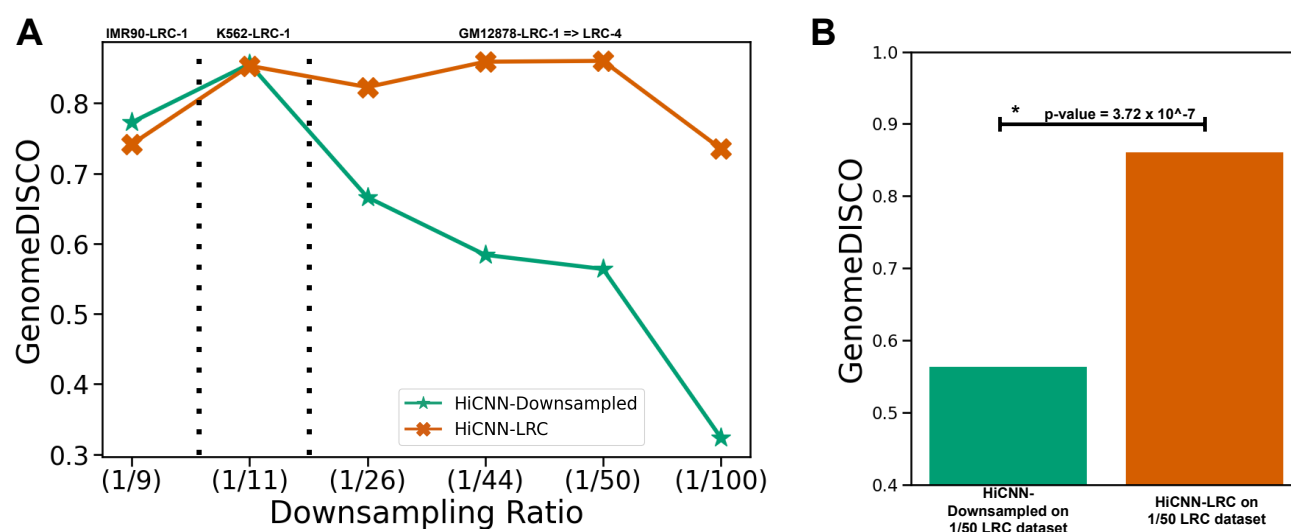 A
IMR90-LRC-1
K562-LRC-1
GM12878-LRC-1 => LRC-4
GenomeDISCO
0.8
0.7
0.6
0.5
0.4
0.3
HiCNN-Downsampled
HiCNN-LRC
(1/9)
(1/11)
(1/26)
(1/44)
(1/50)
(1/100)
Downsampling Ratio
B
GenomeDISCO
1.0
0.9
0.8
0.7
0.6
0.5
0.4
* p-value = 3.72 x 10^-7
HiCNN-
Downsampled on
1/50 LRC dataset
HiCNN-LRC on
1/50 LRC dataset